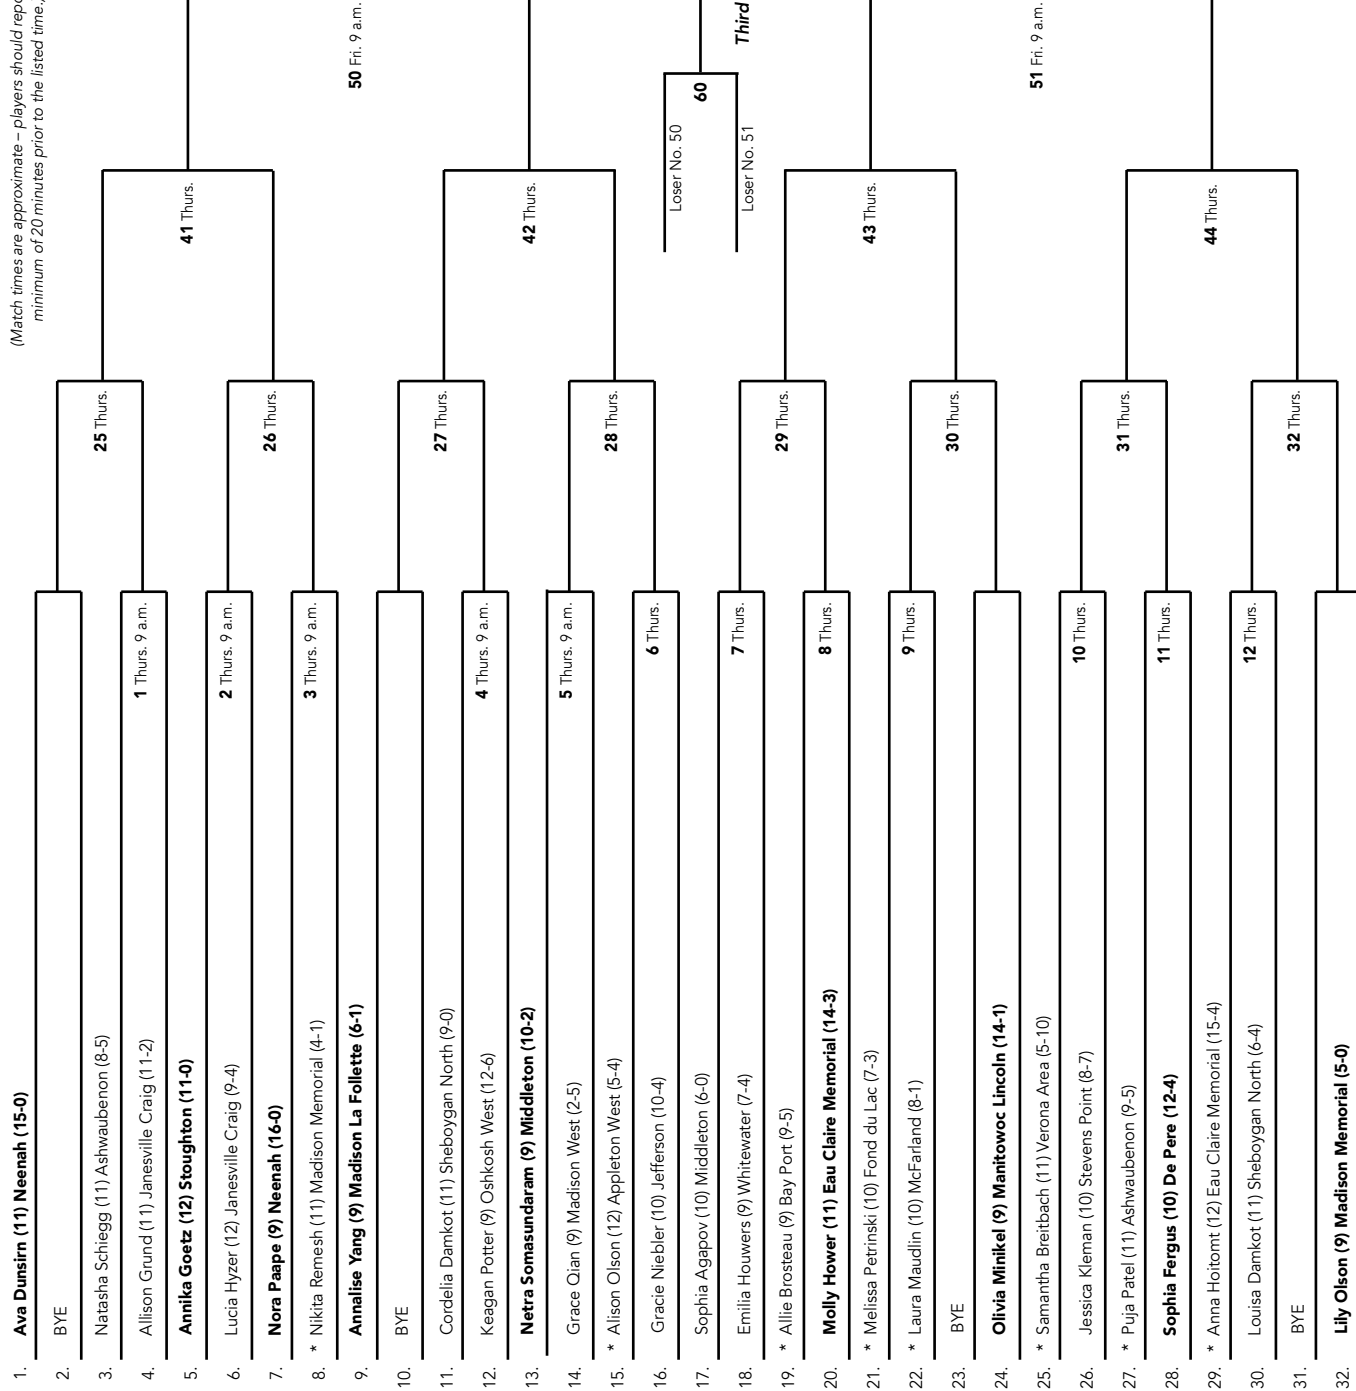 (Match times are approximate – players should repo
minimum of 20 minutes prior to the listed time.
1. Ava Dunsirn (11) Neenah (15-0)
2. BYE
3. Natasha Schiegg (11) Ashwaubenon (8-5)
4. Allison Grund (11) Janesville Craig (11-2)
5. Annika Goetz (12) Stoughton (11-0)
6. Lucia Hyzer (12) Janesville Craig (9-4)
7. Nora Paape (9) Neenah (16-0)
8. * Nikita Remesh (11) Madison Memorial (4-1)
9. Annalise Yang (9) Madison La Follette (6-1)
10. BYE
11. Cordelia Damkot (11) Sheboygan North (9-0)
12. Keagan Potter (9) Oshkosh West (12-6)
13. Netra Somasundaram (9) Middleton (10-2)
14. Grace Qian (9) Madison West (2-5)
15. * Alison Olson (12) Appleton West (5-4)
16. Gracie Niebler (10) Jefferson (10-4)
17. Sophia Agapov (10) Middleton (6-0)
18. Emilia Houwers (9) Whitewater (7-4)
19. * Allie Brosteau (9) Bay Port (9-5)
20. Molly Hower (11) Eau Claire Memorial (14-3)
21. * Melissa Petrinski (10) Fond du Lac (7-3)
22. * Laura Maudlin (10) McFarland (8-1)
23. BYE
24. Olivia Minikel (9) Manitowoc Lincoln (14-1)
25. * Samantha Breitbach (11) Verona Area (5-10)
26. Jessica Kleman (10) Stevens Point (8-7)
27. * Puja Patel (11) Ashwaubenon (9-5)
28. Sophia Fergus (10) De Pere (12-4)
29. * Anna Hoitomt (12) Eau Claire Memorial (15-4)
30. Louisa Damkot (11) Sheboygan North (6-4)
31. BYE
32. Lily Olson (9) Madison Memorial (5-0)
1 Thurs. 9 a.m.
2 Thurs. 9 a.m.
3 Thurs. 9 a.m.
4 Thurs. 9 a.m.
5 Thurs. 9 a.m.
6 Thurs.
7 Thurs.
8 Thurs.
9 Thurs.
10 Thurs.
11 Thurs.
12 Thurs.
25 Thurs.
26 Thurs.
27 Thurs.
28 Thurs.
29 Thurs.
30 Thurs.
31 Thurs.
32 Thurs.
41 Thurs.
42 Thurs.
43 Thurs.
44 Thurs.
50 Fri. 9 a.m.
51 Fri. 9 a.m.
Loser No. 50
60
Loser No. 51
Third